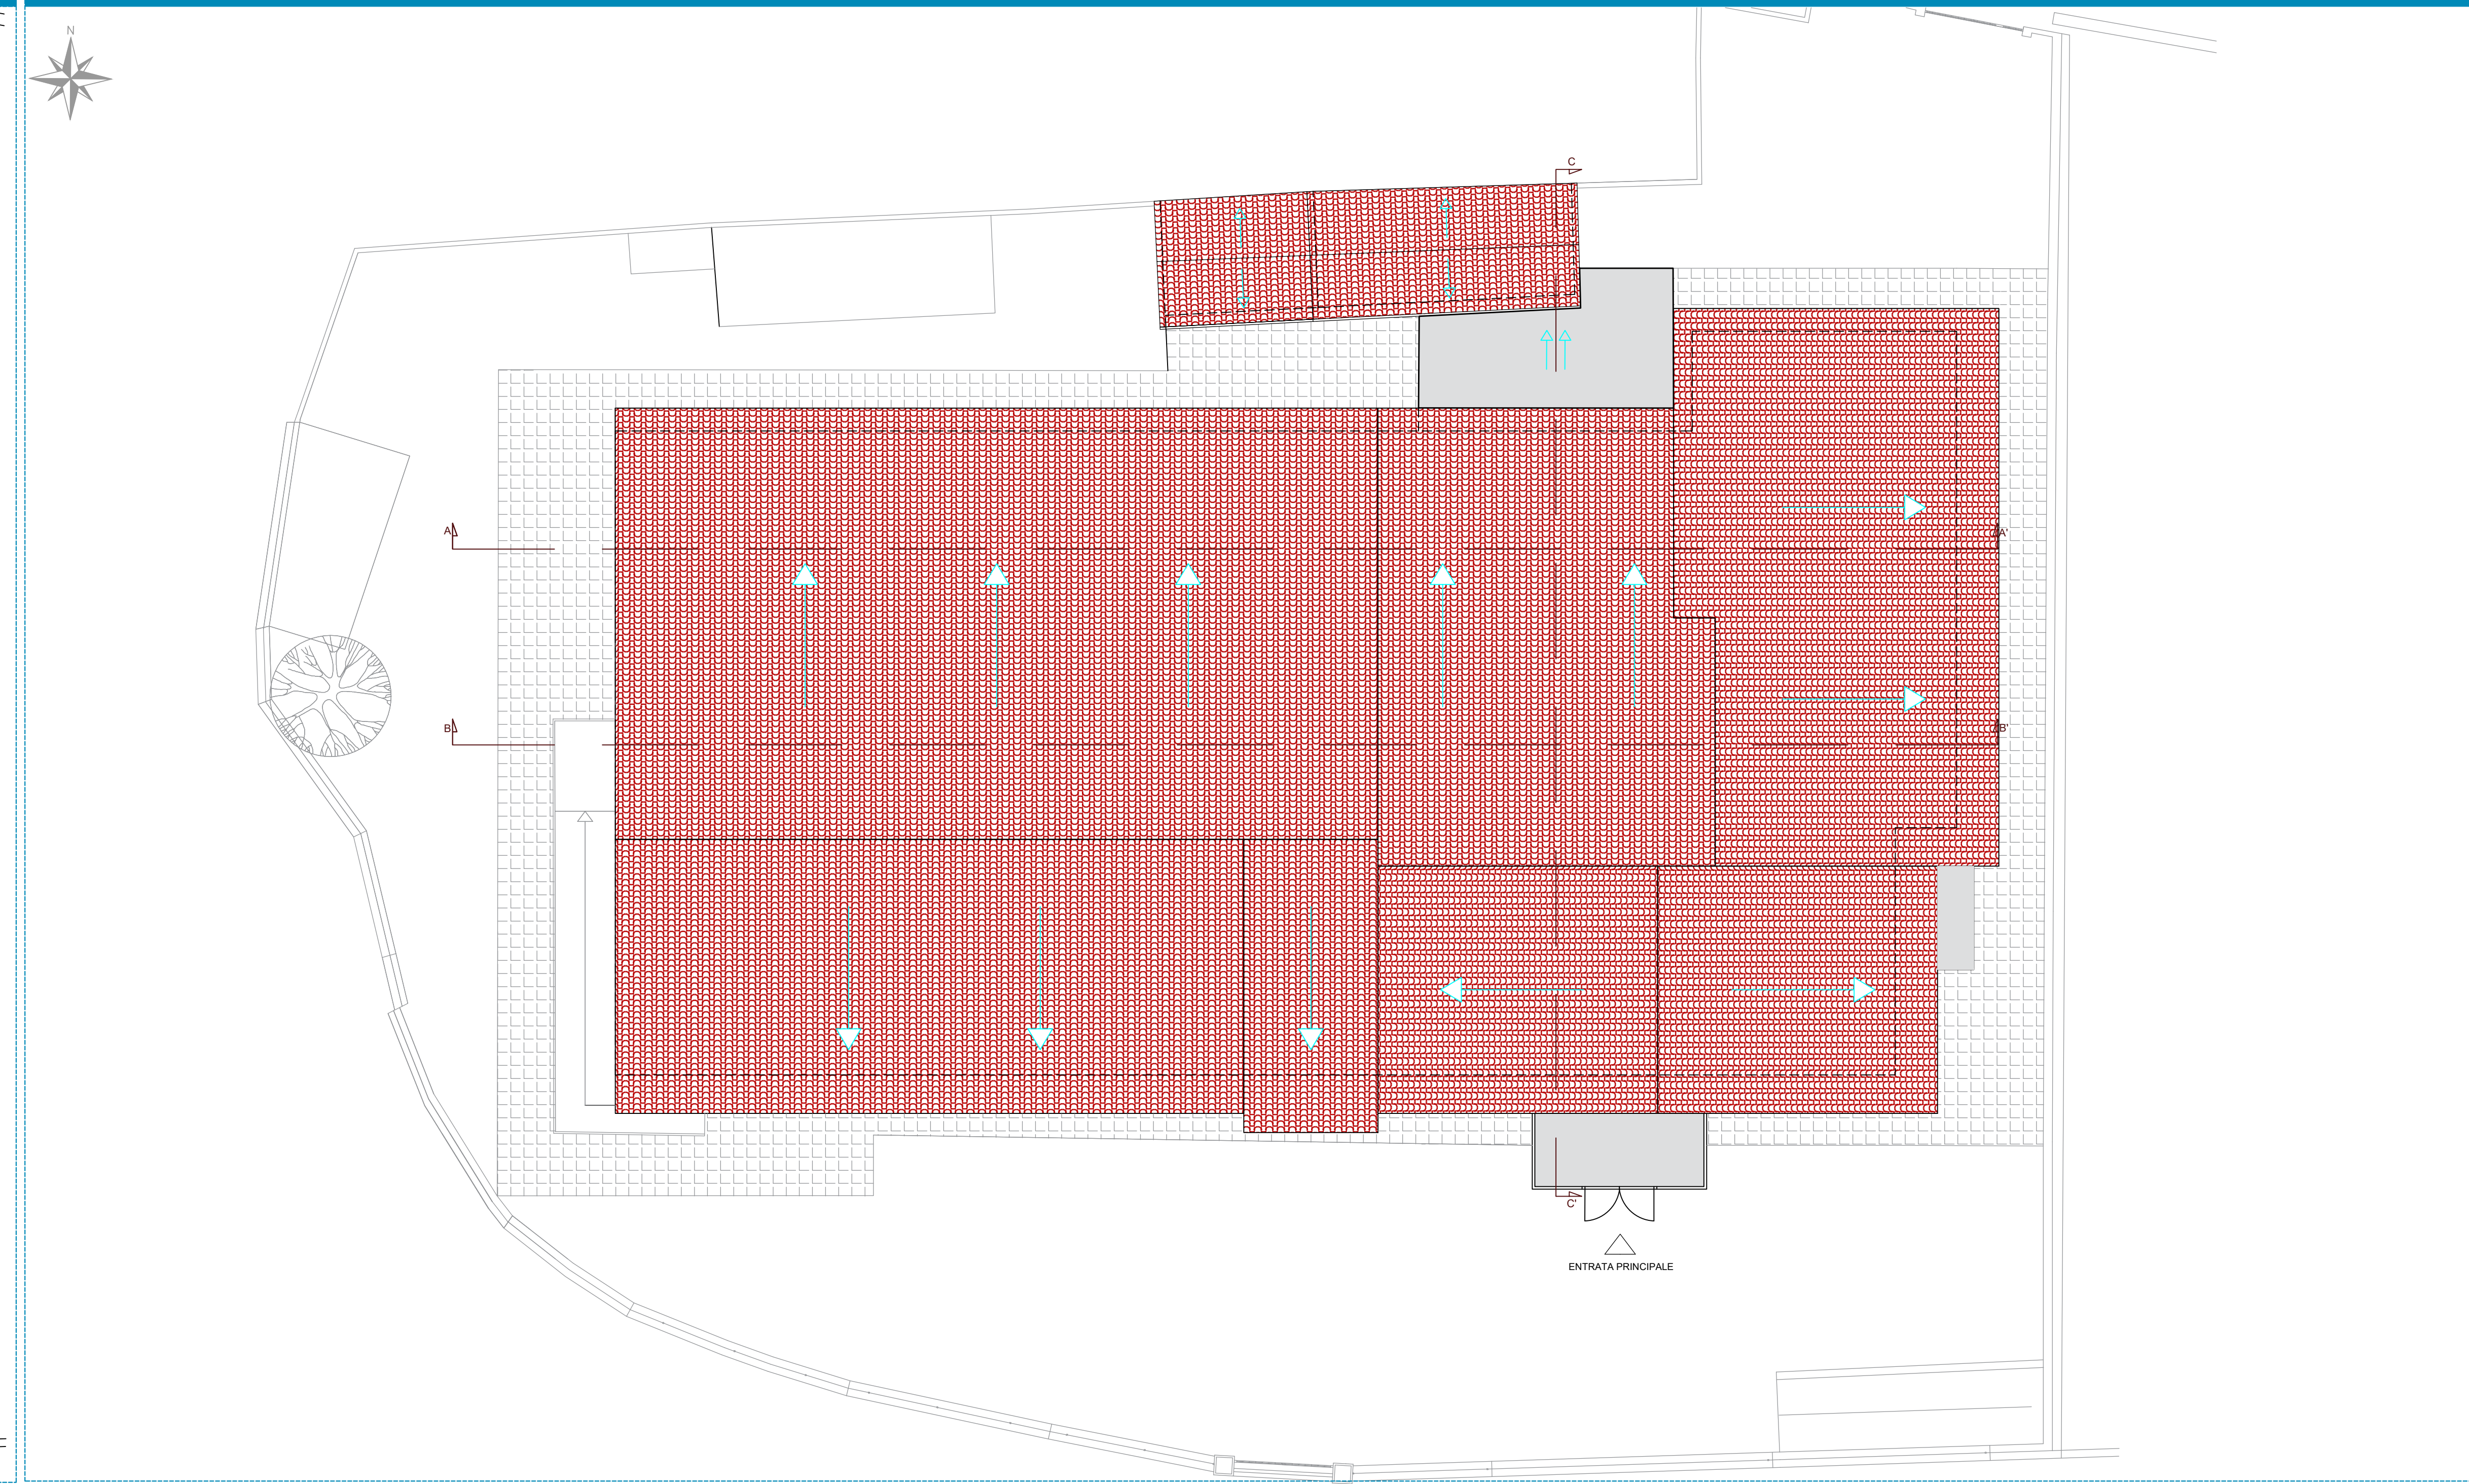 N
C
A
A'
B
B'
C'
ENTRATA PRINCIPALE